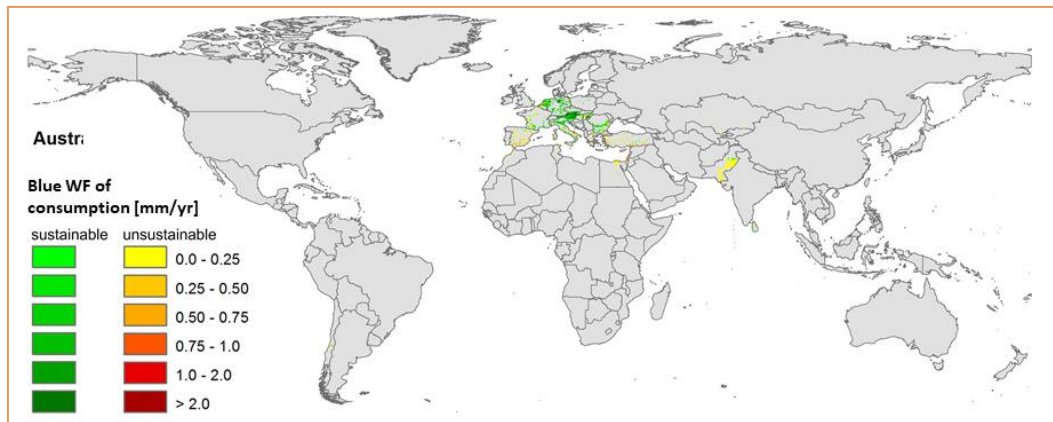 Austra
Blue WF of
consumption [mm/yr]
sustainable unsustainable
0.0 - 0.25
0.25 - 0.50
0.50 - 0.75
0.75 - 1.0
1.0 - 2.0
> 2.0